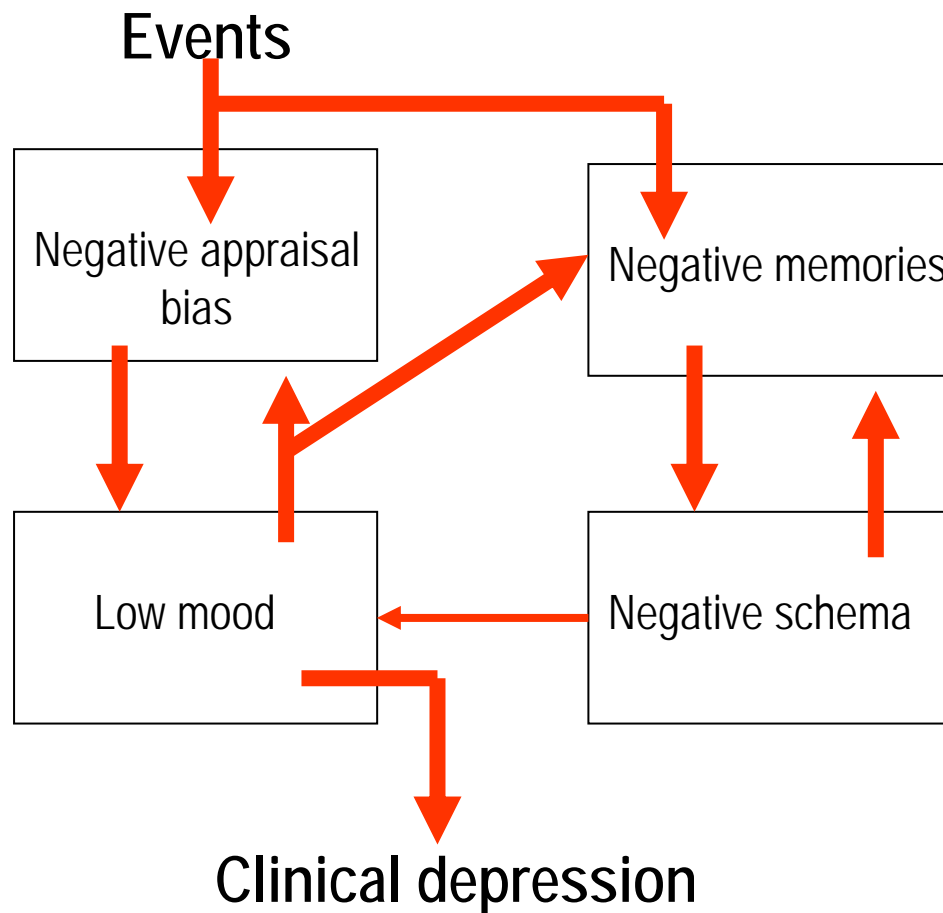 Events
Negative appraisal
bias
Negative memories
Low mood
Negative schema
Clinical depression